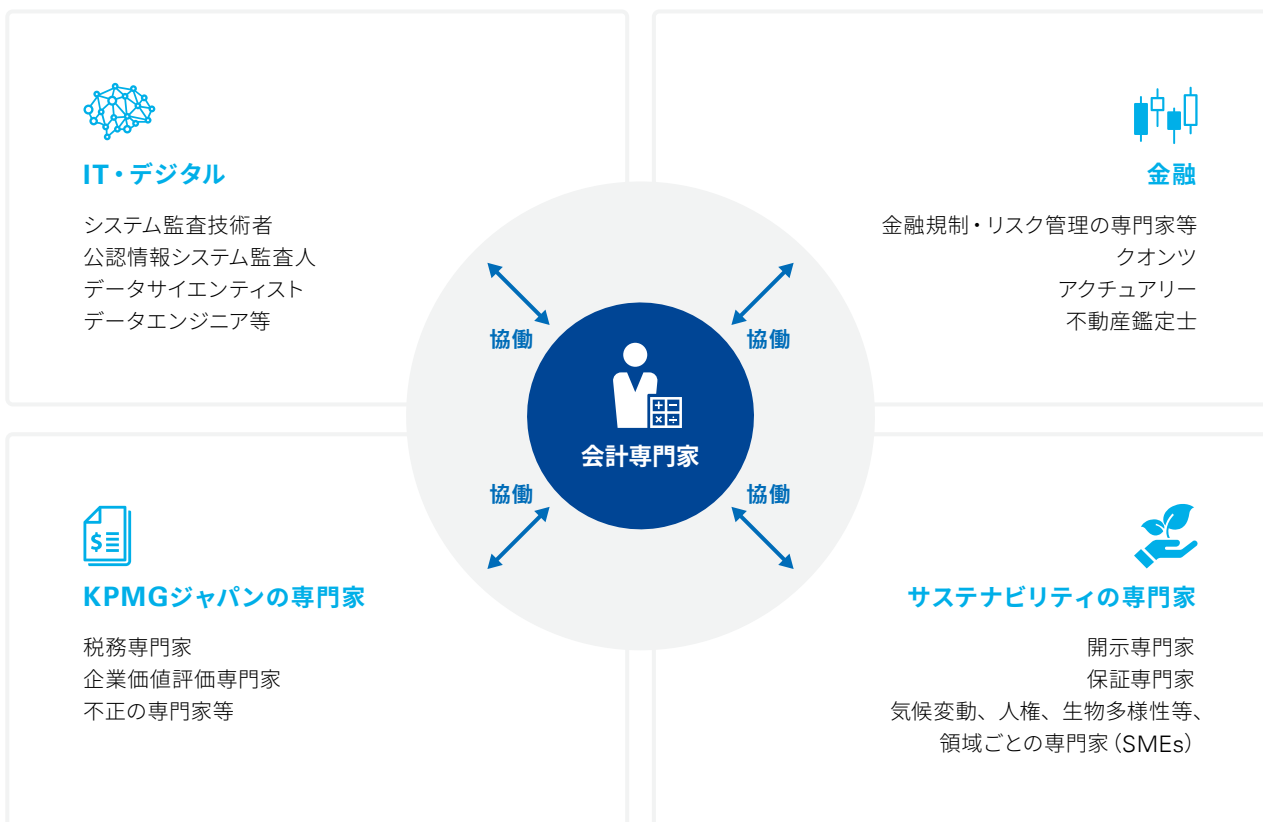 IT・デジタル
システム監査技術者
公認情報システム監査人
データサイエンティスト
データエンジニア等
金融
金融規制・リスク管理の専門家等
クオンツ
アクチュアリー
不動産鑑定士
協働
協働
会計専門家
協働
協働
KPMGジャパンの専門家
税務専門家
企業価値評価専門家
不正の専門家等
サステナビリティの専門家
開示専門家
保証専門家
気候変動、人権、生物多様性等、
領域ごとの専門家（SMEs）